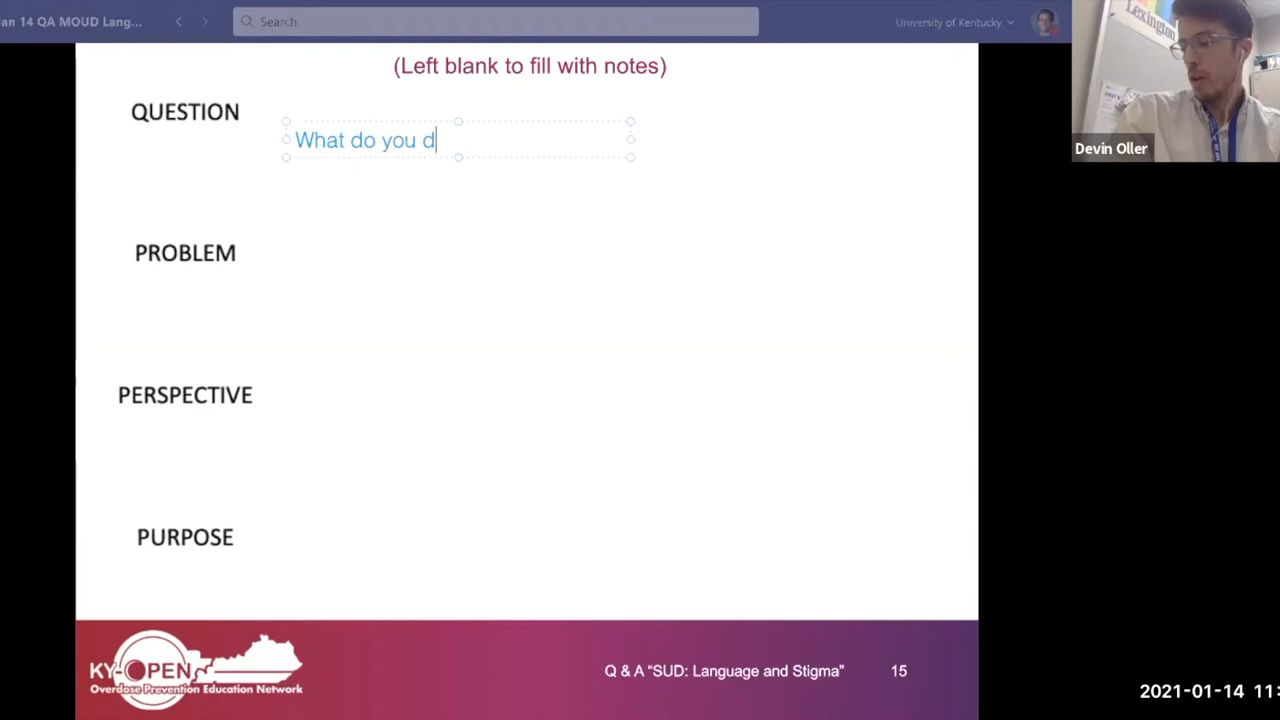 an 14 QA MOUD Lang...
Search
University of Kentucky
Lexington
Devin Oller
(Left blank to fill with notes)
QUESTION
What do you d
PROBLEM
PERSPECTIVE
PURPOSE
KY-OPEN
Overdose Prevention Education Network
Q & A “SUD: Language and Stigma”
15
2021-01-14 11: